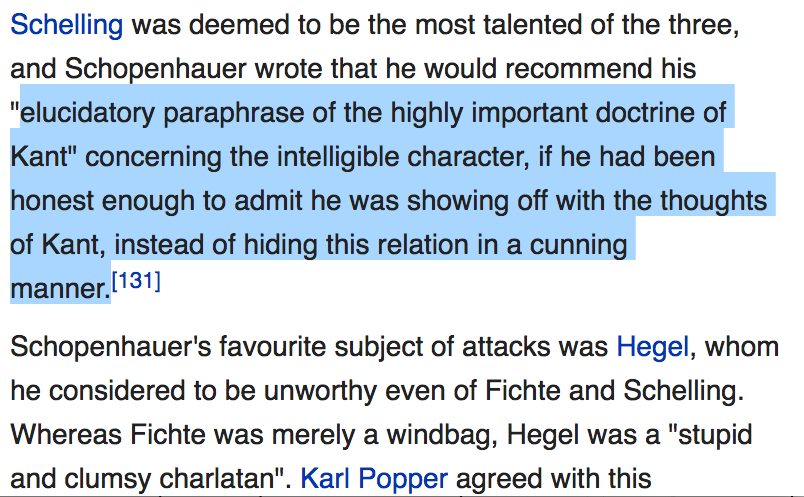 Schelling was deemed to be the most talented of the three,
and Schopenhauer wrote that he would recommend his
"elucidatory paraphrase of the highly important doctrine of
Kant" concerning the intelligible character, if he had been
honest enough to admit he was showing off with the thoughts
of Kant, instead of hiding this relation in a cunning
manner.[131]
Schopenhauer's favourite subject of attacks was Hegel, whom
he considered to be unworthy even of Fichte and Schelling.
Whereas Fichte was merely a windbag, Hegel was a "stupid
and clumsy charlatan". Karl Popper agreed with this